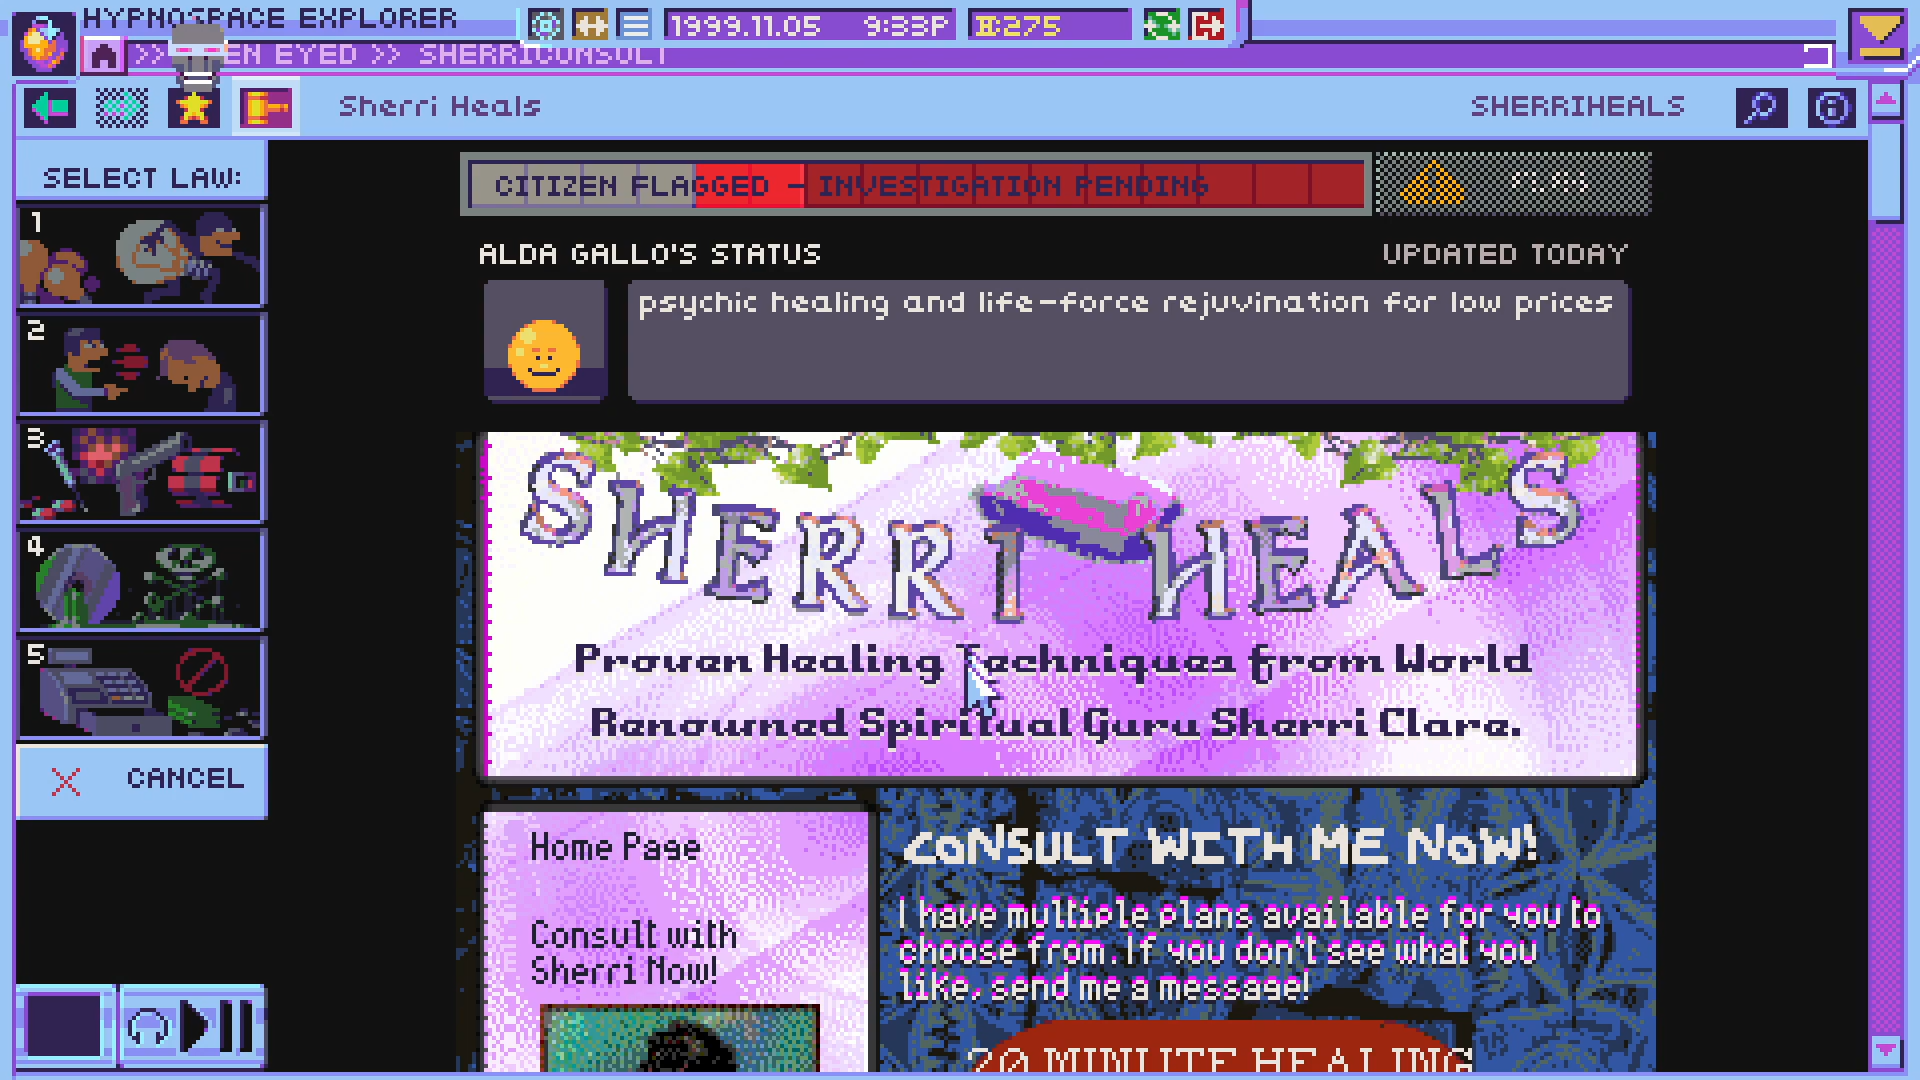 HYPNOSPACE EXPLORER
1999.11.05 9:33P
275
>> EN EYED >> SHERRICONSULT
Sherri Heals
SHERRIHEALS
SELECT LAW:
1
2
3
4
5
CANCEL
CITIZEN FLAGGED - INVESTIGATION PENDING
FLAG
ALDA GALLO'S STATUS
UPDATED TODAY
psychic healing and life-force rejuvination for low prices
SHERRI HEALS
Proven Healing Techniques from World
Renowned Spiritual Guru Sherri Clare.
Home Page
Consult with
Sherri Now!
CONSULT WITH ME NOW!
I have multiple plans available for you to
choose from. If you don't see what you
like, send me a message!
20 MINUTE HEALING